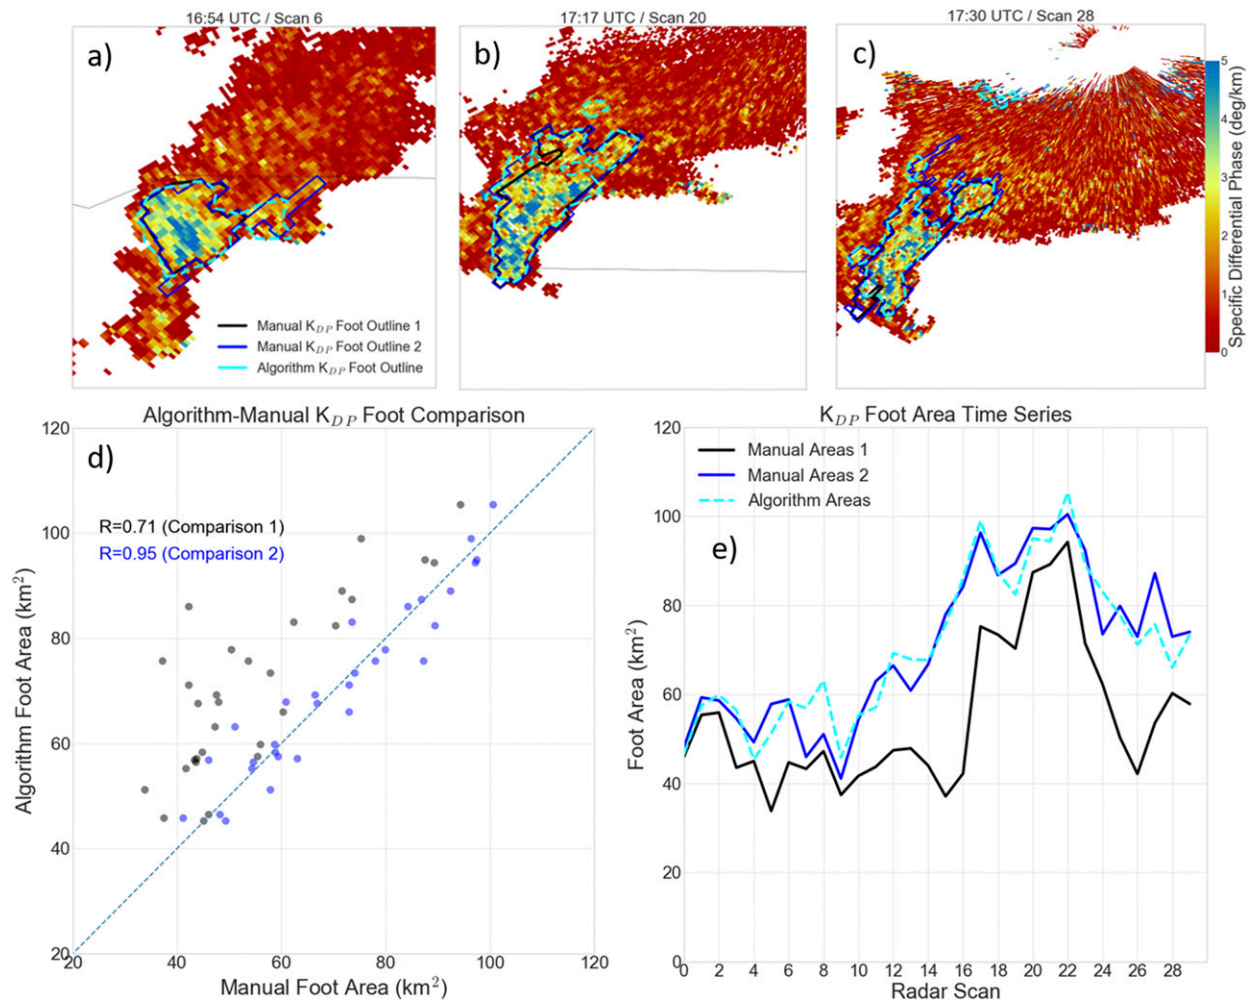 16:54 UTC / Scan 6
17:17 UTC / Scan 20
17:30 UTC / Scan 28
a)
b)
c)
Manual K_DP Foot Outline 1
Manual K_DP Foot Outline 2
Algorithm K_DP Foot Outline
5
4
3
2
1
0
Specific Differential Phase (deg/km)
Algorithm-Manual K_DP Foot Comparison
d)
R=0.71 (Comparison 1)
R=0.95 (Comparison 2)
120
100
80
60
40
20
Algorithm Foot Area (km²)
20 40 60 80 100 120
Manual Foot Area (km²)
K_DP Foot Area Time Series
Manual Areas 1
Manual Areas 2
Algorithm Areas
e)
120
100
80
60
40
20
0
Foot Area (km²)
0 2 4 6 8 10 12 14 16 18 20 22 24 26 28
Radar Scan